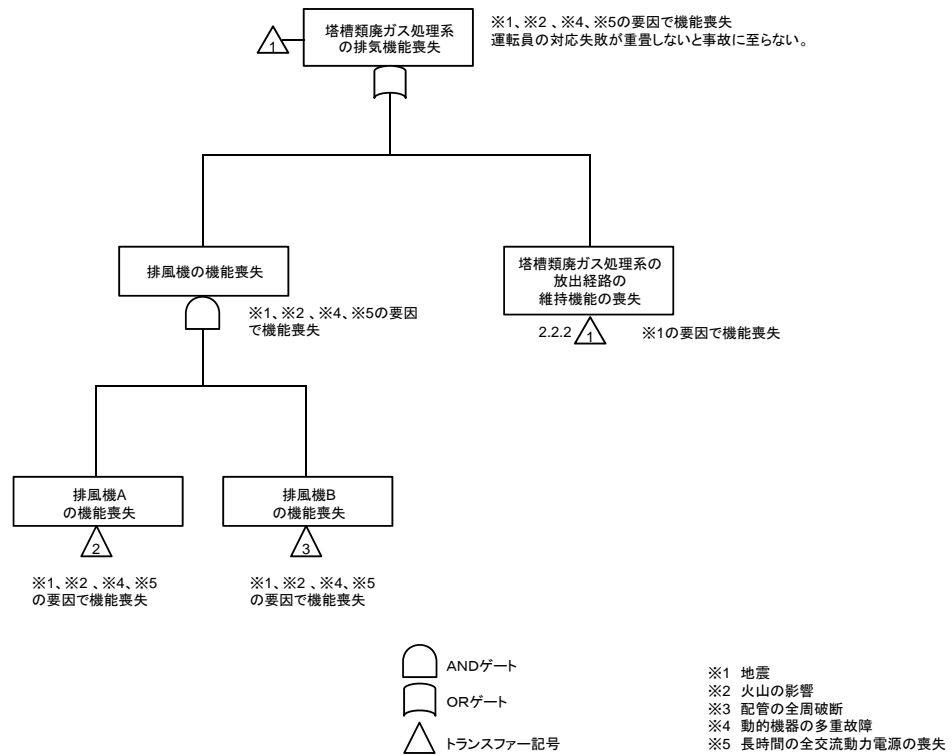 塔槽類廃ガス処理系
の排気機能喪失
1
※1、※2 、※4、※5の要因で機能喪失
運転員の対応失敗が重畳しないと事故に至らない。
排風機の機能喪失
※1、※2 、※4、※5の要因
で機能喪失
塔槽類廃ガス処理系の
放出経路の
維持機能の喪失
2.2.2
1
※1の要因で機能喪失
排風機A
の機能喪失
2
※1、※2 、※4、※5
の要因で機能喪失
排風機B
の機能喪失
3
※1、※2 、※4、※5
の要因で機能喪失
ANDゲート
ORゲート
トランスファー記号
※1 地震
※2 火山の影響
※3 配管の全周破断
※4 動的機器の多重故障
※5 長時間の全交流動力電源の喪失